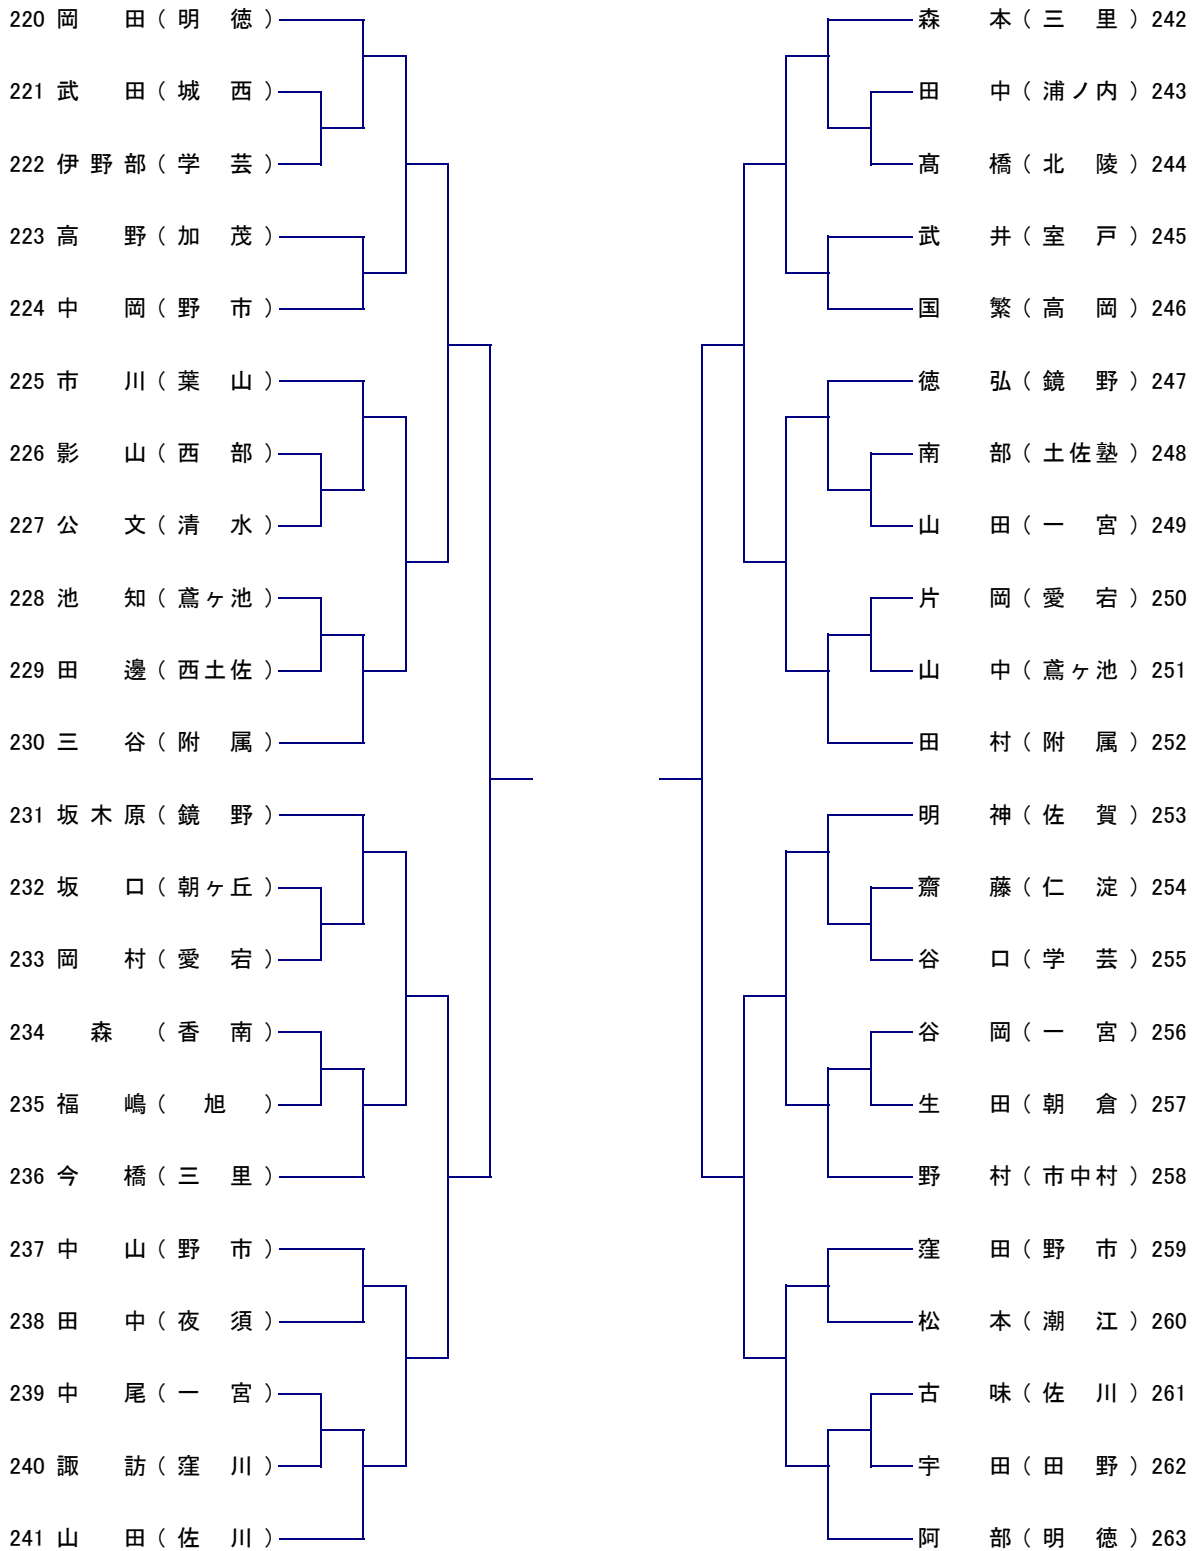 220 岡田（明徳）
221 武田（城西）
222 伊野部（学芸）
223 高野（加茂）
224 中岡（野市）
225 市川（葉山）
226 影山（西部）
227 公文（清水）
228 池知（鳶ヶ池）
229 田邊（西土佐）
230 三谷（附属）
231 坂木原（鏡野）
232 坂口（朝ヶ丘）
233 岡村（愛宕）
234 森（香南）
235 福嶋（旭）
236 今橋（三里）
237 中山（野市）
238 田中（夜須）
239 中尾（一宮）
240 諏訪（窪川）
241 山田（佐川）
森本（三里）242
田中（浦ノ内）243
髙橋（北陵）244
武井（室戸）245
国繁（高岡）246
徳弘（鏡野）247
南部（土佐塾）248
山田（一宮）249
片岡（愛宕）250
山中（鳶ヶ池）251
田村（附属）252
明神（佐賀）253
齋藤（仁淀）254
谷口（学芸）255
谷岡（一宮）256
生田（朝倉）257
野村（市中村）258
窪田（野市）259
松本（潮江）260
古味（佐川）261
宇田（田野）262
阿部（明徳）263